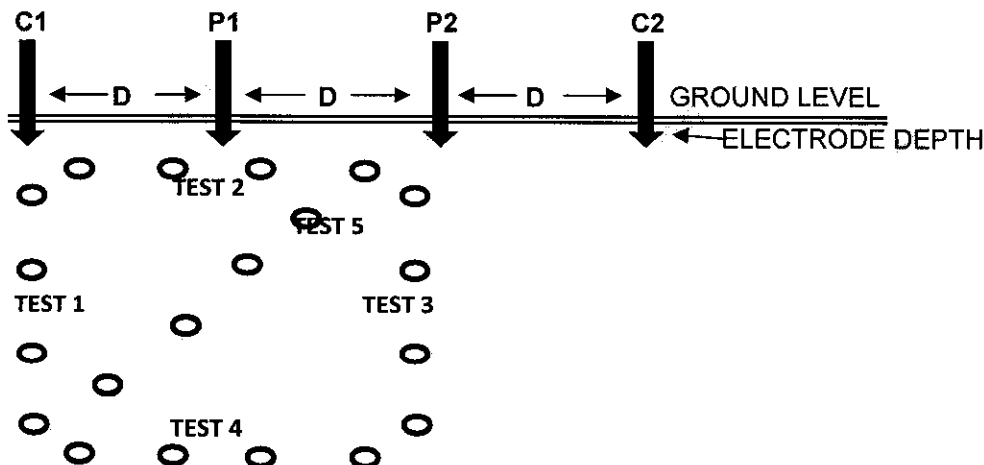 C1 P1 P2 C2
D D D
GROUND LEVEL
ELECTRODE DEPTH
TEST 2
TEST 5
TEST 1 TEST 3
TEST 4